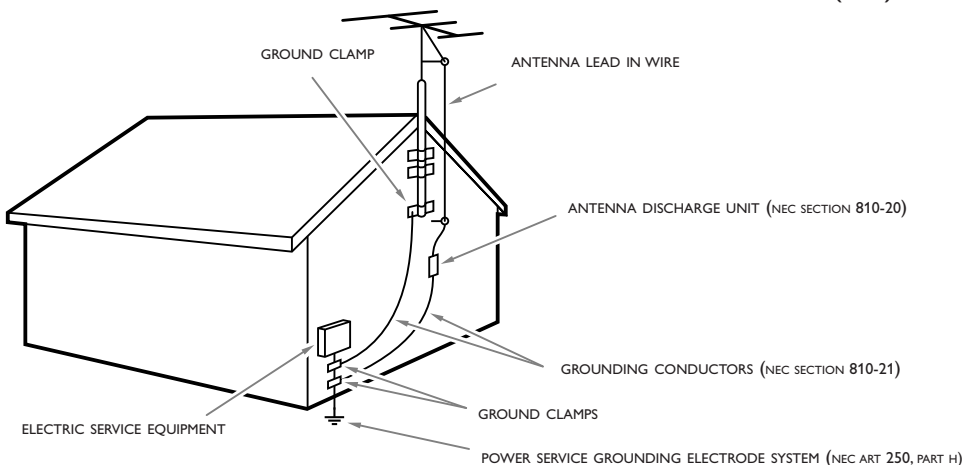 GROUND CLAMP
ANTENNA LEAD IN WIRE
ANTENNA DISCHARGE UNIT (NEC SECTION 810-20)
GROUNDING CONDUCTORS (NEC SECTION 810-21)
GROUND CLAMPS
ELECTRIC SERVICE EQUIPMENT
POWER SERVICE GROUNDING ELECTRODE SYSTEM (NEC ART 250, PART H)